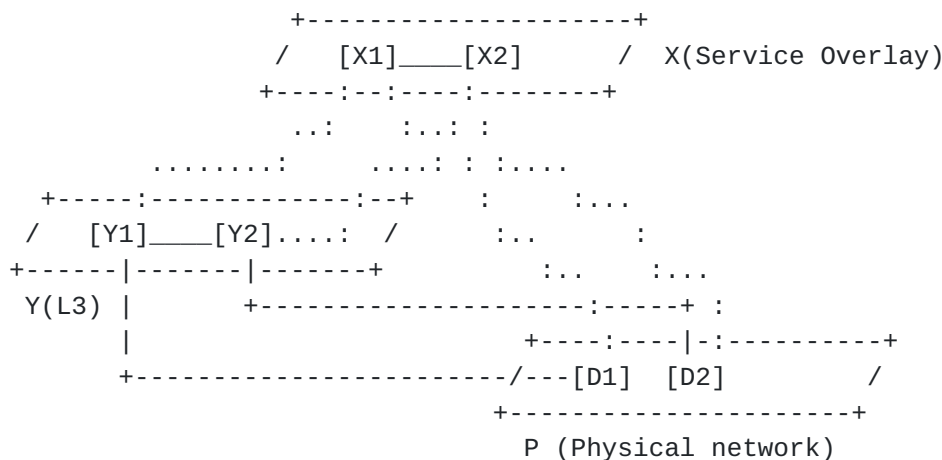 +---------------------+
                 /   [X1]____[X2]      /  X(Service Overlay)
                +----:--:----:--------+
                  ..:    :..: :
         ........:     ....: : :....
  +-----:-------------:--+    :     :...
 /   [Y1]____[Y2]....:  /      :..      :
+------|-------|-------+          :..    :...
 Y(L3) |       +---------------------:-----+ :
       |                         +----:----|-:----------+
       +------------------------/---[D1]  [D2]         /
                               +----------------------+
                                 P (Physical network)